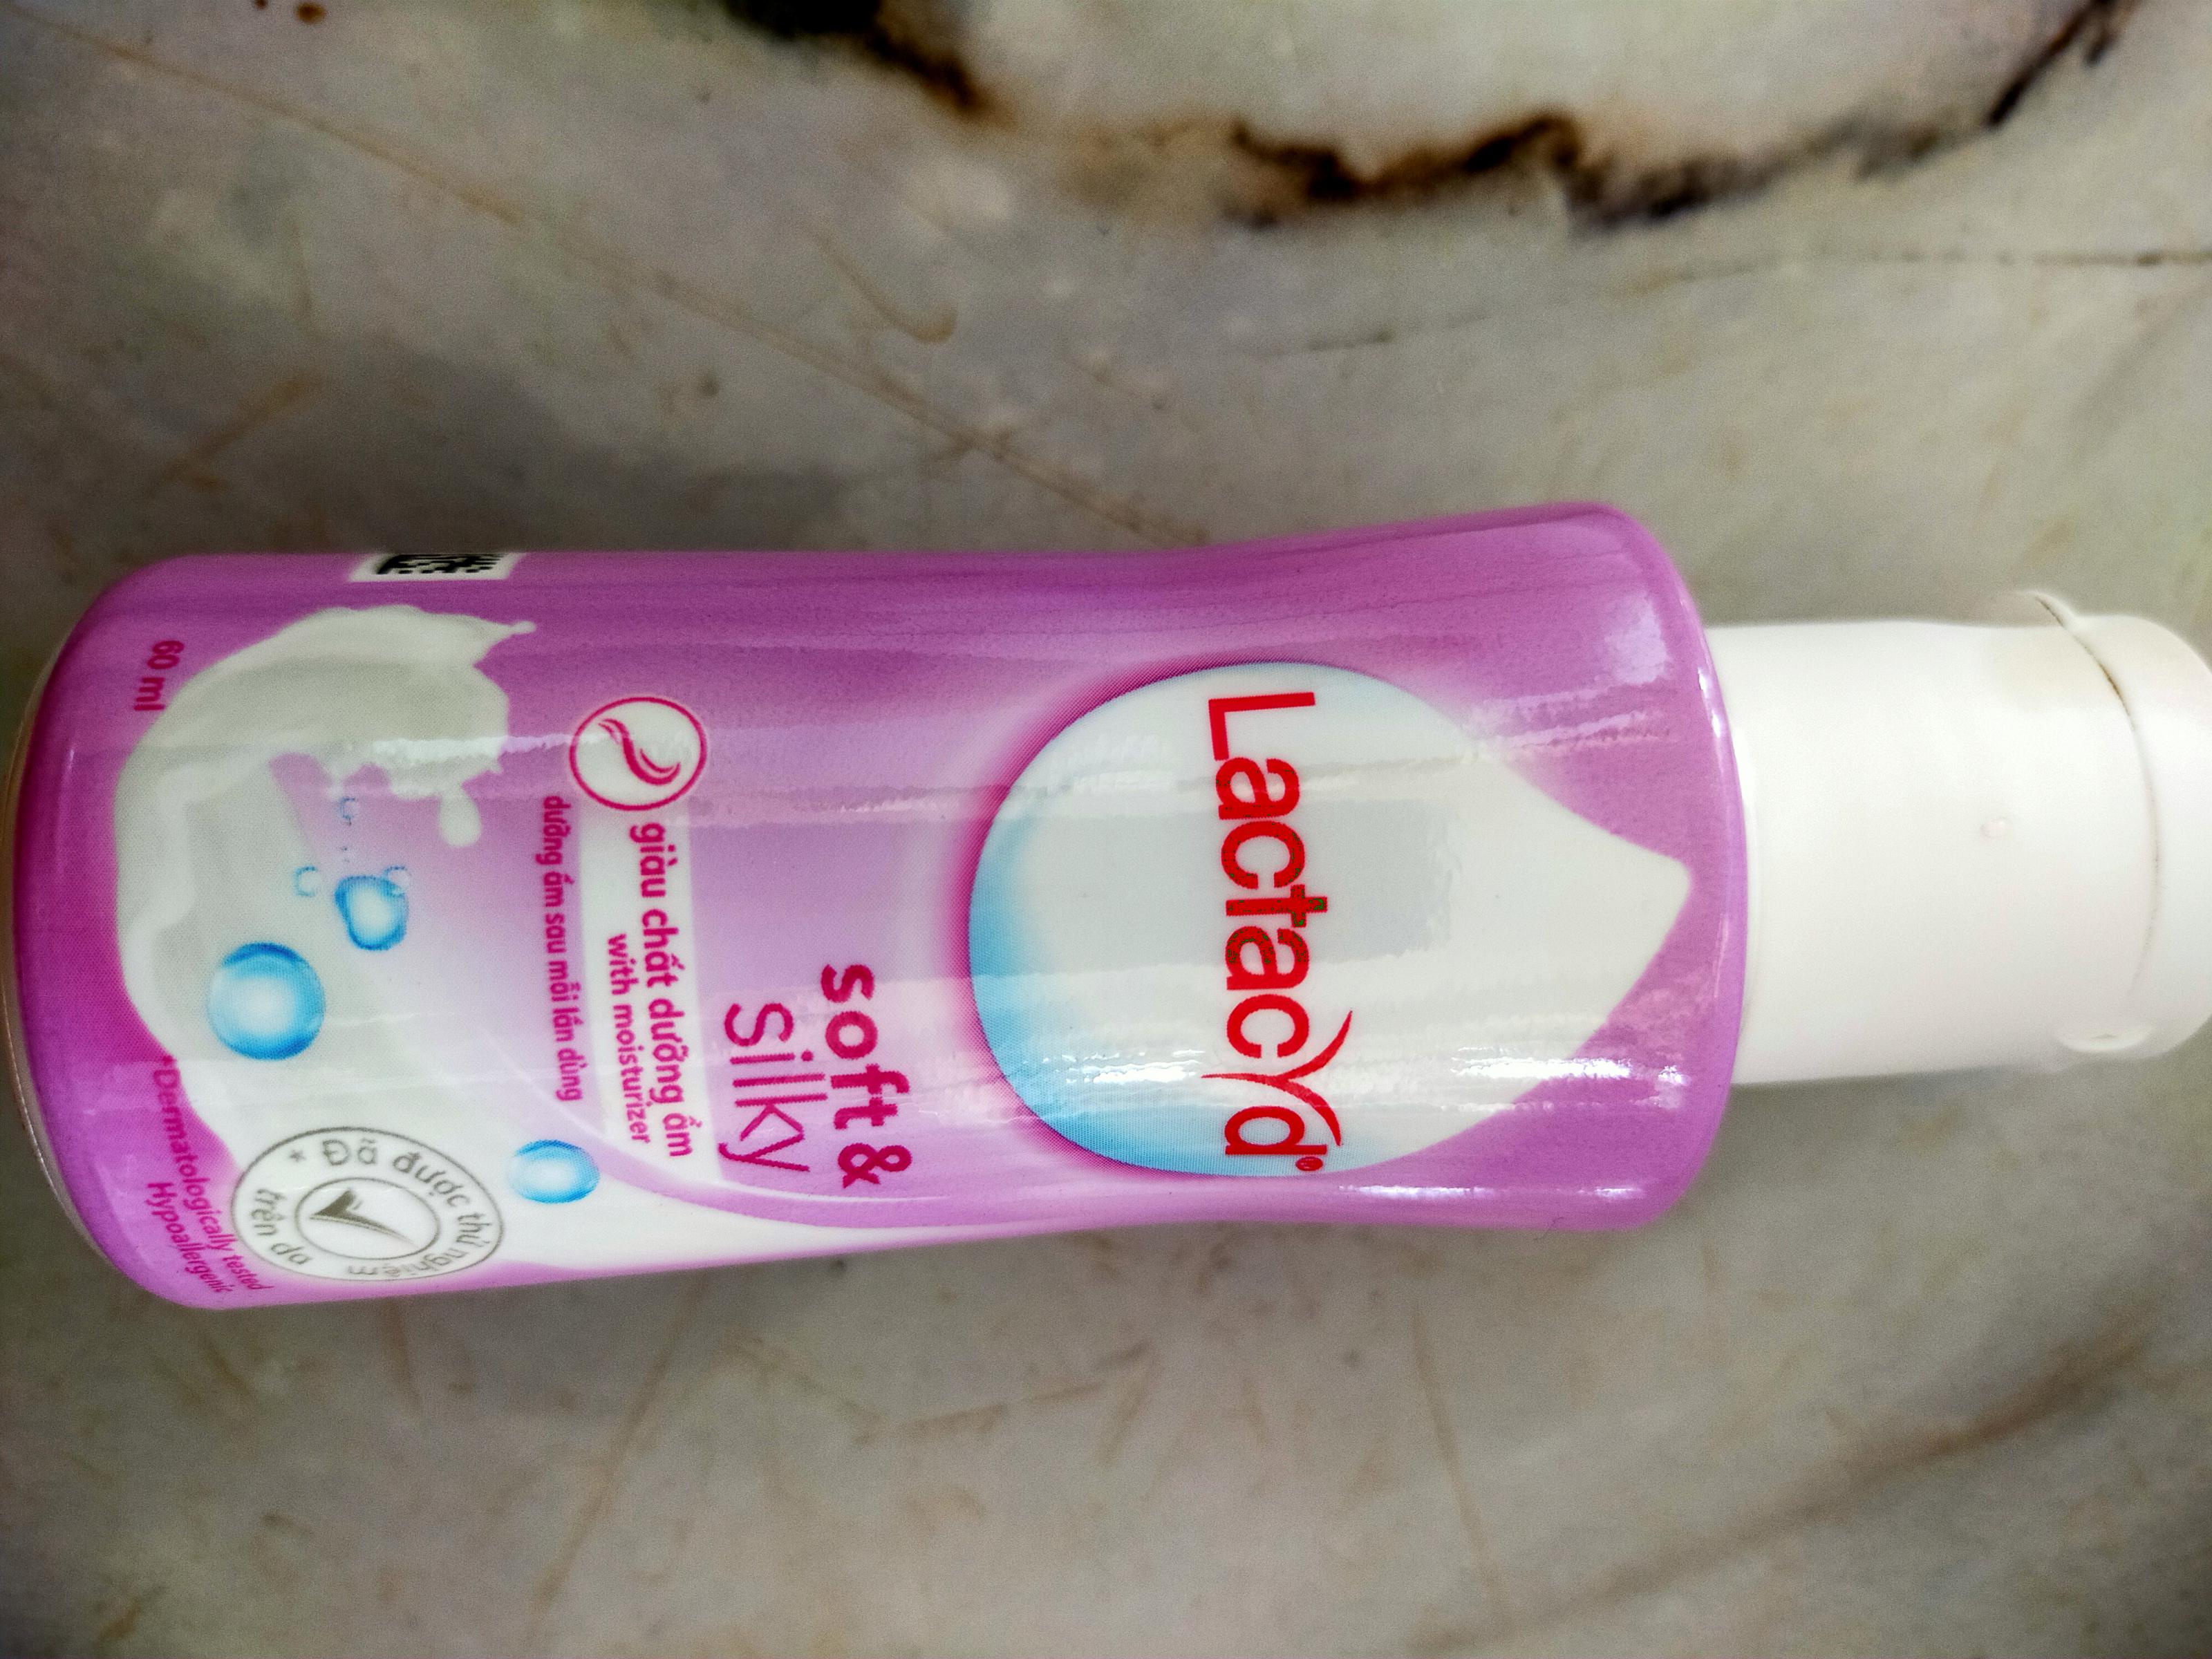 Lactacyd®
soft &
Silky
giàu chất dưỡng ẩm
with moisturizer
dưỡng ẩm sau mỗi lần dùng
* Đã được thử nghiệm
trên da
60 ml
*Dermatologically tested
Hypoallergenic